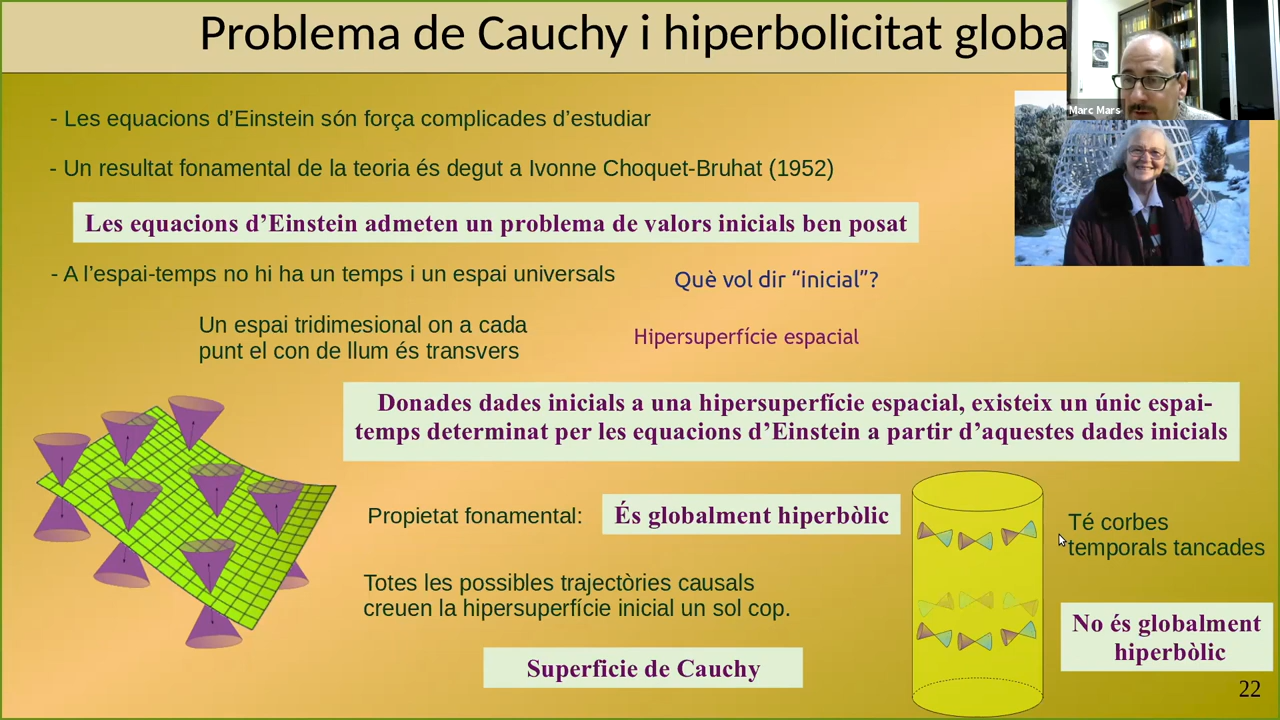 Problema de Cauchy i hiperbolicitat globa
Marc Mars
- Les equacions d’Einstein són força complicades d’estudiar
- Un resultat fonamental de la teoria és degut a Ivonne Choquet-Bruhat (1952)
Les equacions d’Einstein admeten un problema de valors inicials ben posat
- A l’espai-temps no hi ha un temps i un espai universals
Què vol dir “inicial”?
Un espai tridimesional on a cada
punt el con de llum és transvers
Hipersuperfície espacial
Donades dades inicials a una hipersuperfície espacial, existeix un únic espai-
temps determinat per les equacions d’Einstein a partir d’aquestes dades inicials
Propietat fonamental:
És globalment hiperbòlic
Té corbes
temporals tancades
Totes les possibles trajectòries causals
creuen la hipersuperfície inicial un sol cop.
No és globalment
hiperbòlic
Superficie de Cauchy
22